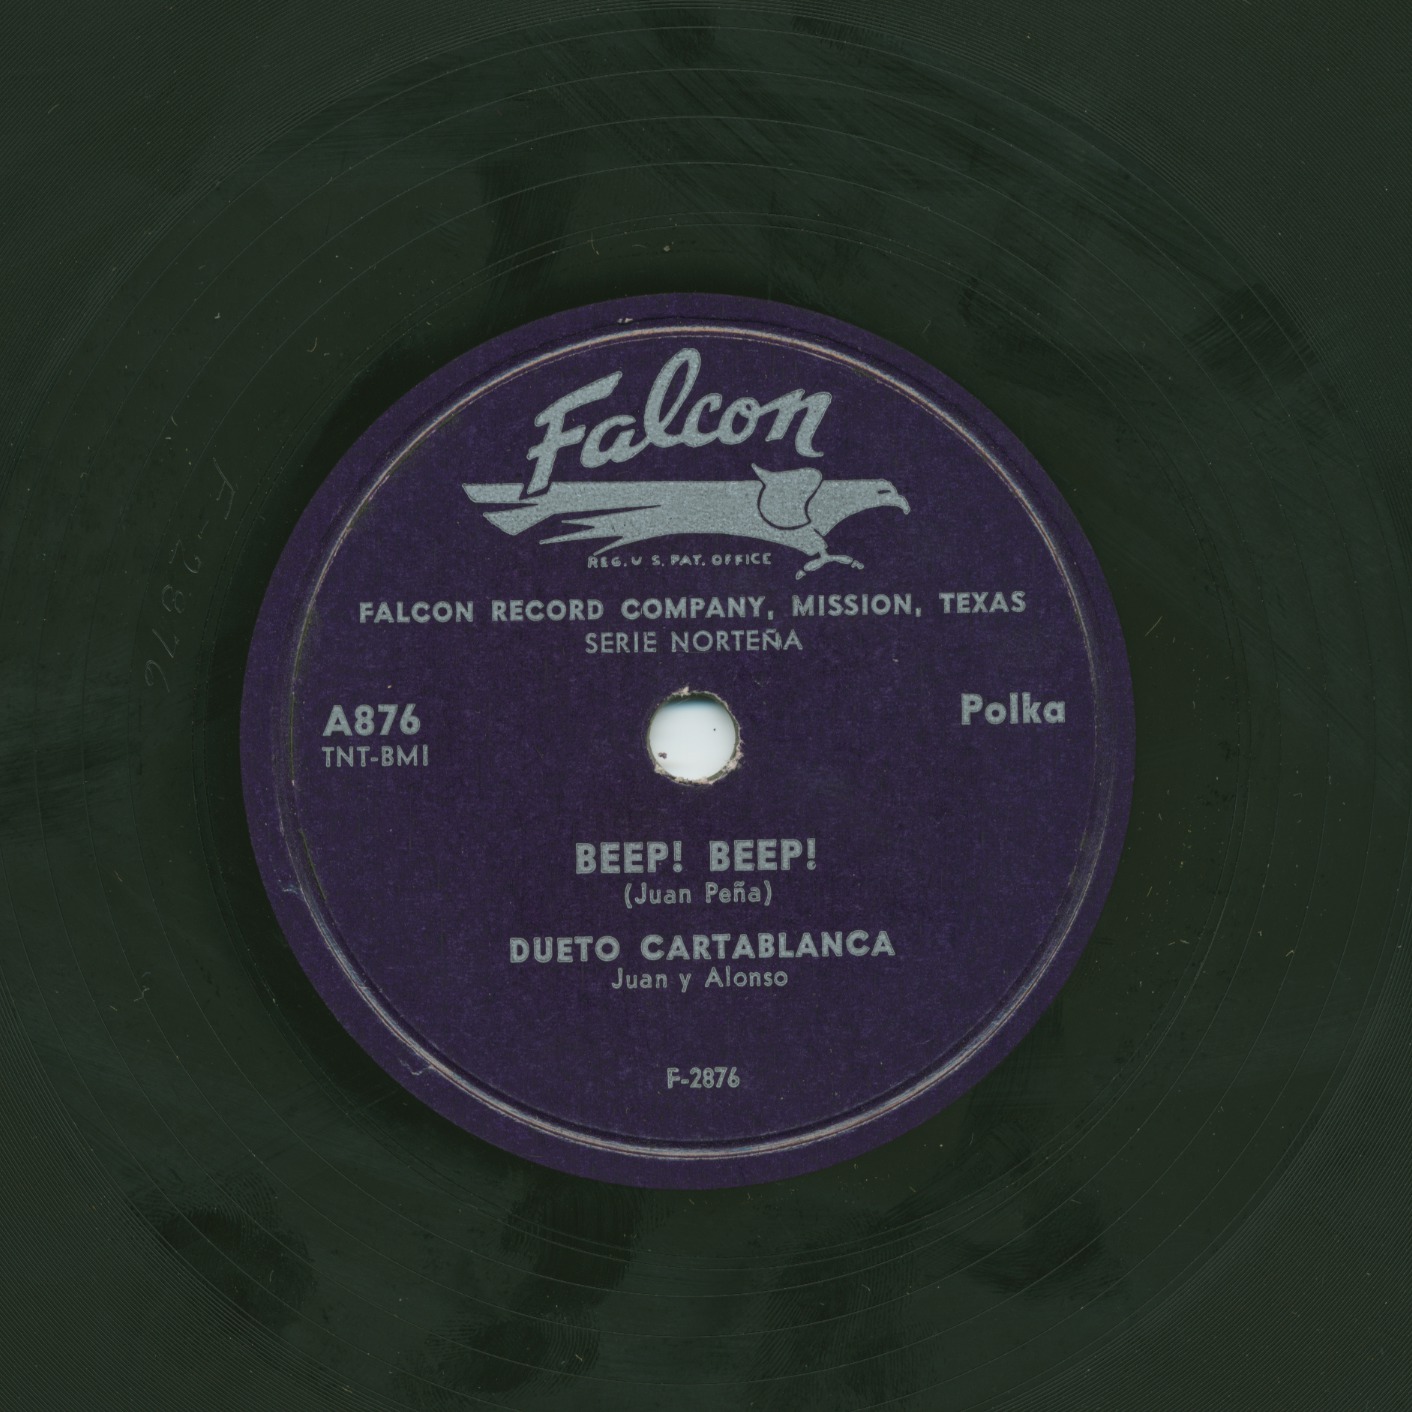 Falcon
REG. U S. PAT. OFFICE
FALCON RECORD COMPANY, MISSION, TEXAS
SERIE NORTEÑA
A876
Polka
TNT-BMI
BEEP! BEEP!
(Juan Peña)
DUETO CARTABLANCA
Juan y Alonso
F-2876
F-2876